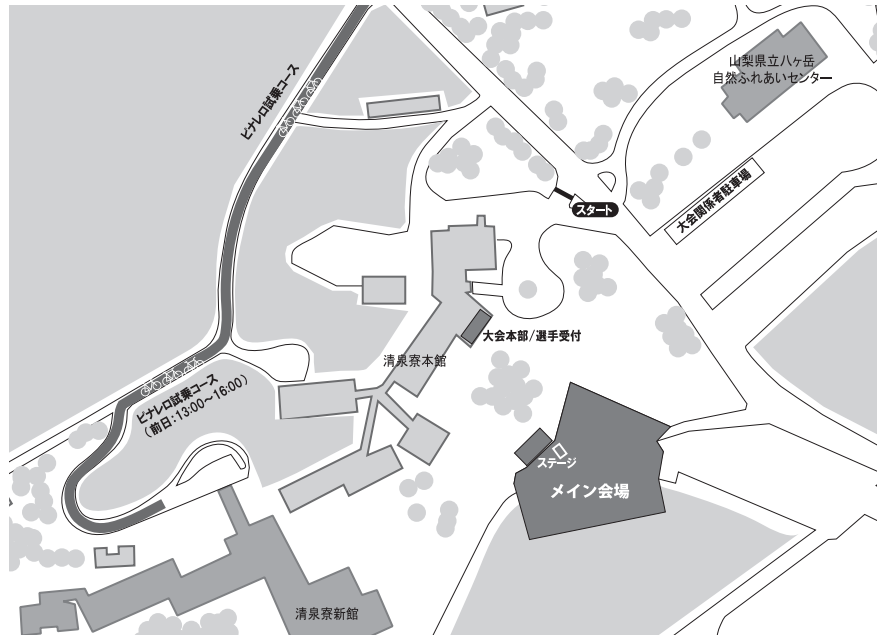 山梨県立八ヶ岳
自然ふれあいセンター
ピナレロ試乗コース
大会関係者駐車場
スタート
大会本部/選手受付
清泉寮本館
ピナレロ試乗コース
(前日:13:00～16:00)
ステージ
メイン会場
清泉寮新館